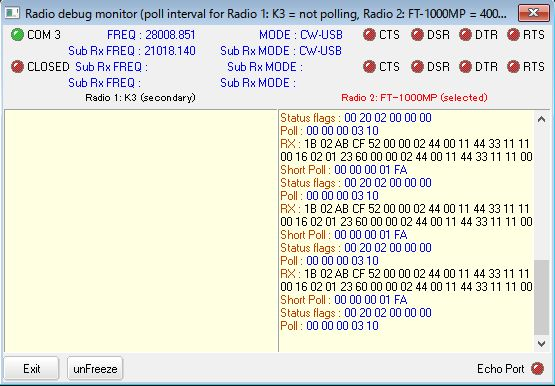 Radio debug monitor (poll interval for Radio 1: K3 = not polling, Radio 2: FT-1000MP = 400...
COM 3 FREQ : 28008.851 MODE : CW-USB CTS DSR DTR RTS
Sub Rx FREQ : 21018.140 Sub Rx MODE : CW-USB
CLOSED Sub Rx FREQ : Sub Rx MODE : CTS DSR DTR RTS
Sub Rx FREQ : Sub Rx MODE :
Radio 1: K3 (secondary) Radio 2: FT-1000MP (selected)
Status flags : 00 20 02 00 00 00
Poll : 00 00 00 03 10
RX : 1B 02 AB CF 52 00 00 02 44 00 11 44 33 11 11
00 16 02 01 23 60 00 00 02 44 00 44 33 11 11 00
Short Poll : 00 00 00 01 FA
Status flags : 00 20 02 00 00 00
Poll : 00 00 00 03 10
RX : 1B 02 AB CF 52 00 00 02 44 00 11 44 33 11 11
00 16 02 01 23 60 00 00 02 44 00 44 33 11 11 00
Short Poll : 00 00 00 01 FA
Status flags : 00 20 02 00 00 00
Poll : 00 00 00 03 10
RX : 1B 02 AB CF 52 00 00 02 44 00 11 44 33 11 11
00 16 02 01 23 60 00 00 02 44 00 44 33 11 11 00
Short Poll : 00 00 00 01 FA
Status flags : 00 20 02 00 00 00
Poll : 00 00 00 03 10
Exit unFreeze Echo Port